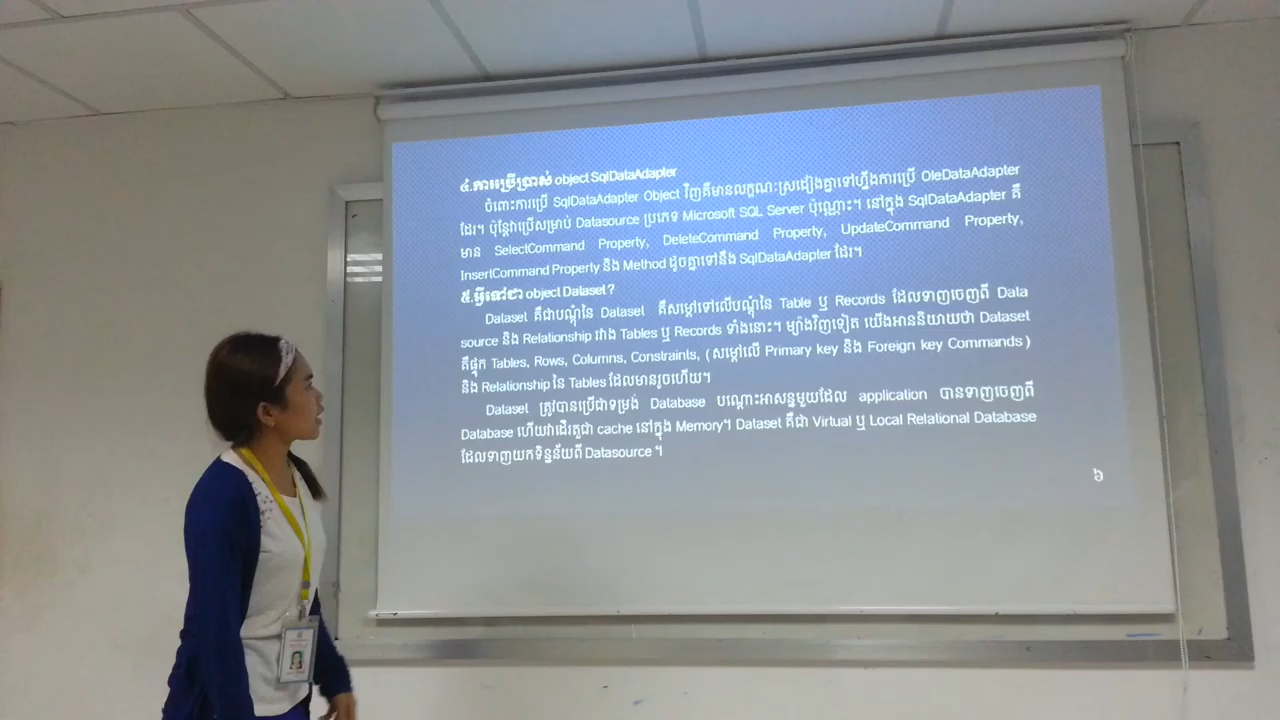 ៤.ការប្រើប្រាស់ object SqlDataAdapter
ចំពោះការប្រើ SqlDataAdapter Object វិញគឺមានលក្ខណៈស្រដៀងគ្នាទៅហ្នឹងការប្រើ OleDataAdapter
ដែរ។ ប៉ុន្តែវាប្រើសម្រាប់ Datasource ប្រភេទ Microsoft SQL Server ប៉ុណ្ណោះ។ នៅក្នុង SqlDataAdapter គឺ
មាន SelectCommand Property, DeleteCommand Property, UpdateCommand Property,
InsertCommand Property និង Method ដូចគ្នាទៅនឹង SqlDataAdapter ដែរ។
៥.អ្វីទៅជា object Dataset ?
Dataset គឺជាបណ្តុំនៃ Dataset គឺសម្តៅទៅលើបណ្តុំនៃ Table ឬ Records ដែលទាញចេញពី Data
source និង Relationship រវាង Tables ឬ Records ទាំងនោះ។ ម្យ៉ាងវិញទៀត យើងអាននិយាយថា Dataset
គឺផ្ទុក Tables, Rows, Columns, Constraints, (សម្តៅលើ Primary key និង Foreign key Commands)
និង Relationship នៃ Tables ដែលមានរួចហើយ។
Dataset ត្រូវបានប្រើជាទម្រង់ Database បណ្តោះអាសន្នមួយដែល application បានទាញចេញពី
Database ហើយវាដើរតួជា cache នៅក្នុង Memory។ Dataset គឺជា Virtual ឬ Local Relational Database
ដែលទាញយកទិន្នន័យពី Datasource ។
៦